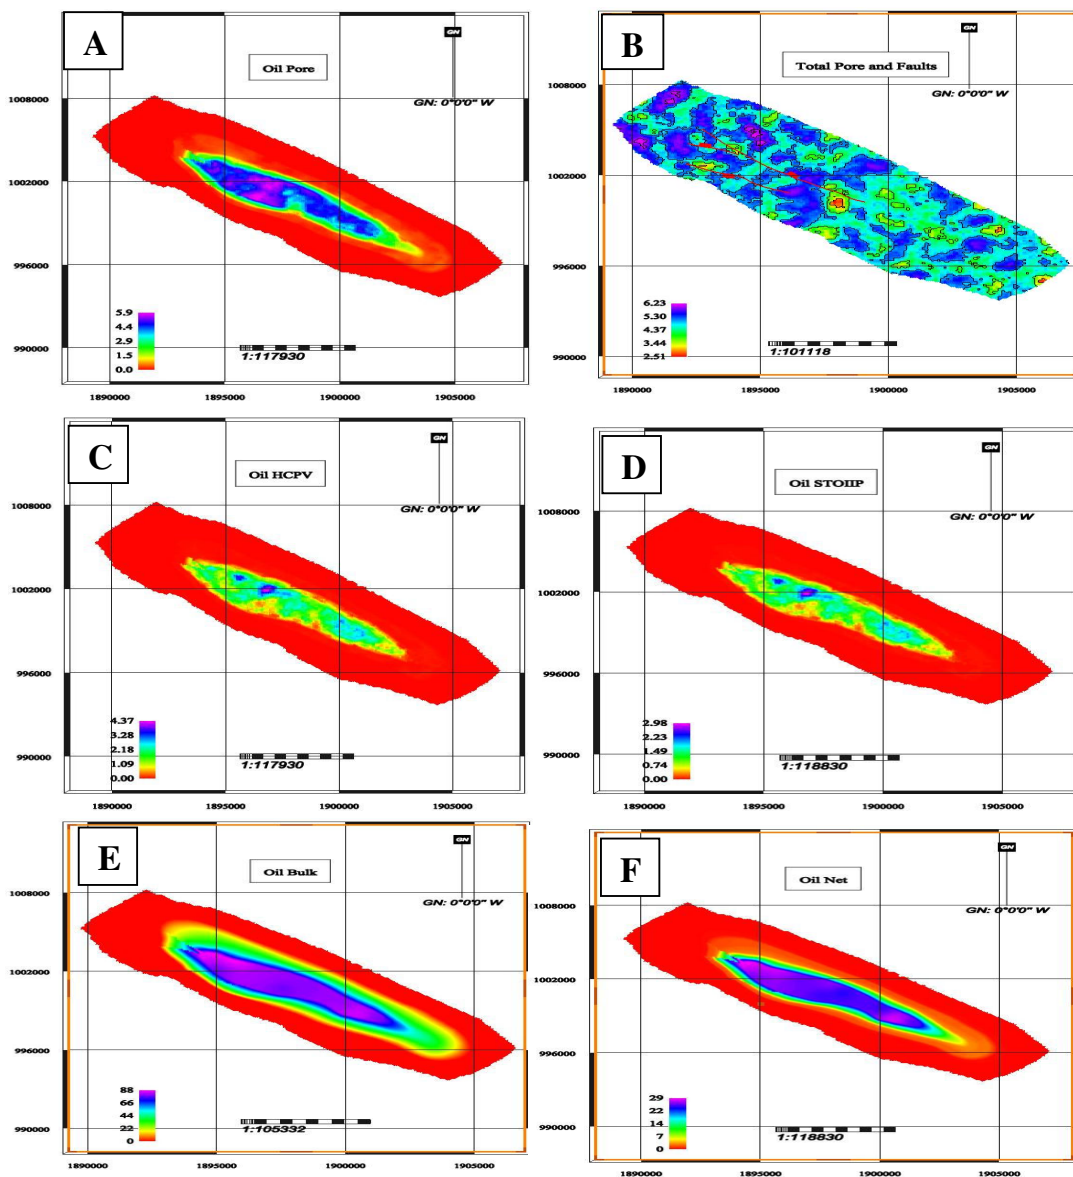 A
Oil Pore
GN
GN: 0°0'0" W
1008000
1002000
996000
990000
5.9
4.4
2.9
1.5
0.0
1:117930
1890000 1895000 1900000 1905000
B
Total Pore and Faults
GN
GN: 0°0'0" W
1008000
1002000
996000
990000
6.23
5.30
4.37
3.44
2.51
1:101118
1890000 1895000 1900000 1905000
C
Oil HCPV
GN
GN: 0°0'0" W
1008000
1002000
996000
990000
4.37
3.28
2.18
1.09
0.00
1:117930
1890000 1895000 1900000 1905000
D
Oil STOIIP
GN
GN: 0°0'0" W
1008000
1002000
996000
990000
2.98
2.23
1.49
0.74
0.00
1:118830
1890000 1895000 1900000 1905000
E
Oil Bulk
GN
GN: 0°0'0" W
1008000
1002000
996000
990000
88
66
44
22
0
1:105332
1890000 1895000 1900000 1905000
F
Oil Net
GN
GN: 0°0'0" W
1008000
1002000
996000
990000
29
22
14
7
0
1:118830
1890000 1895000 1900000 1905000